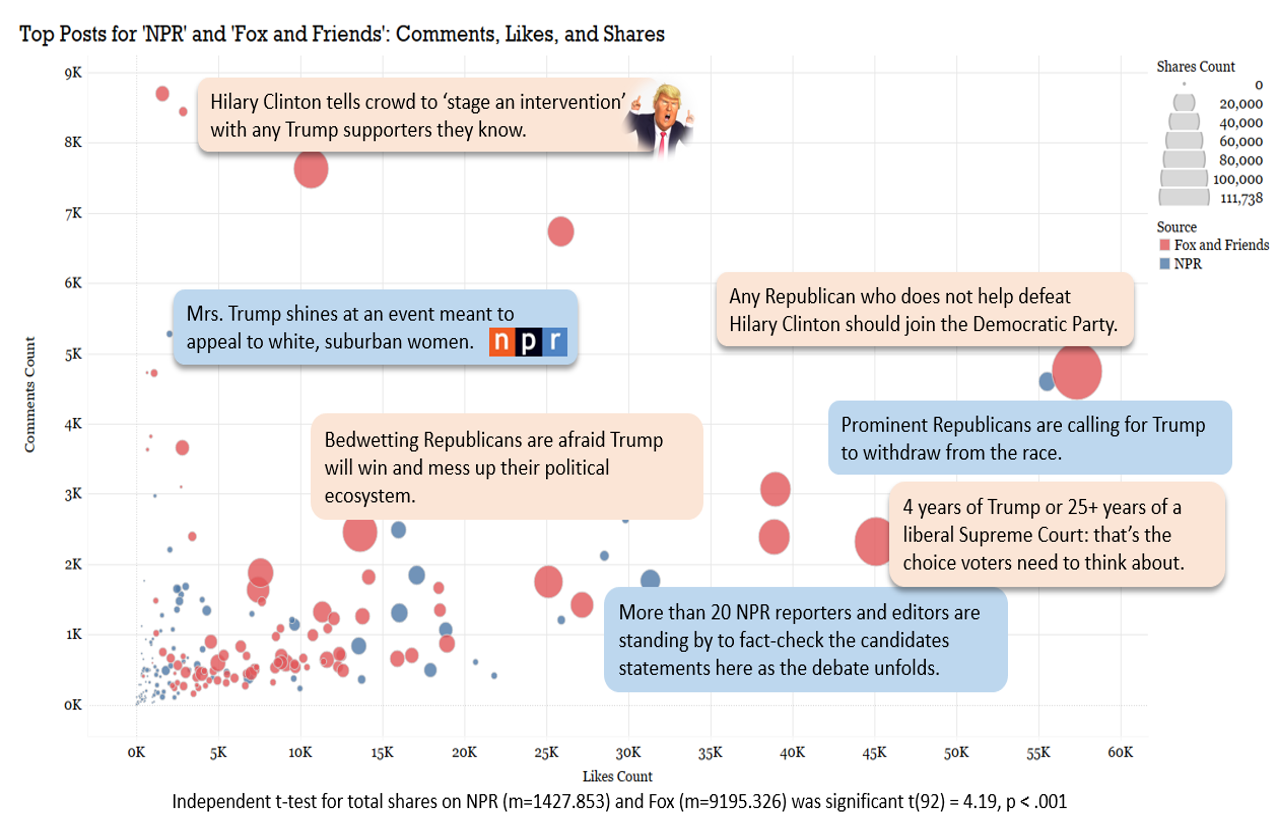 Top Posts for 'NPR' and 'Fox and Friends': Comments, Likes, and Shares
Shares Count
0
20,000
40,000
60,000
80,000
100,000
111,738
Source
Fox and Friends
NPR
Comments Count
9K
8K
7K
6K
5K
4K
3K
2K
1K
0K
Hilary Clinton tells crowd to ‘stage an intervention’
with any Trump supporters they know.
Mrs. Trump shines at an event meant to
appeal to white, suburban women.
n p r
Any Republican who does not help defeat
Hilary Clinton should join the Democratic Party.
Bedwetting Republicans are afraid Trump
will win and mess up their political
ecosystem.
Prominent Republicans are calling for Trump
to withdraw from the race.
4 years of Trump or 25+ years of a
liberal Supreme Court: that’s the
choice voters need to think about.
More than 20 NPR reporters and editors are
standing by to fact-check the candidates
statements here as the debate unfolds.
0K 5K 10K 15K 20K 25K 30K 35K 40K 45K 50K 55K 60K
Likes Count
Independent t-test for total shares on NPR (m=1427.853) and Fox (m=9195.326) was significant t(92) = 4.19, p < .001